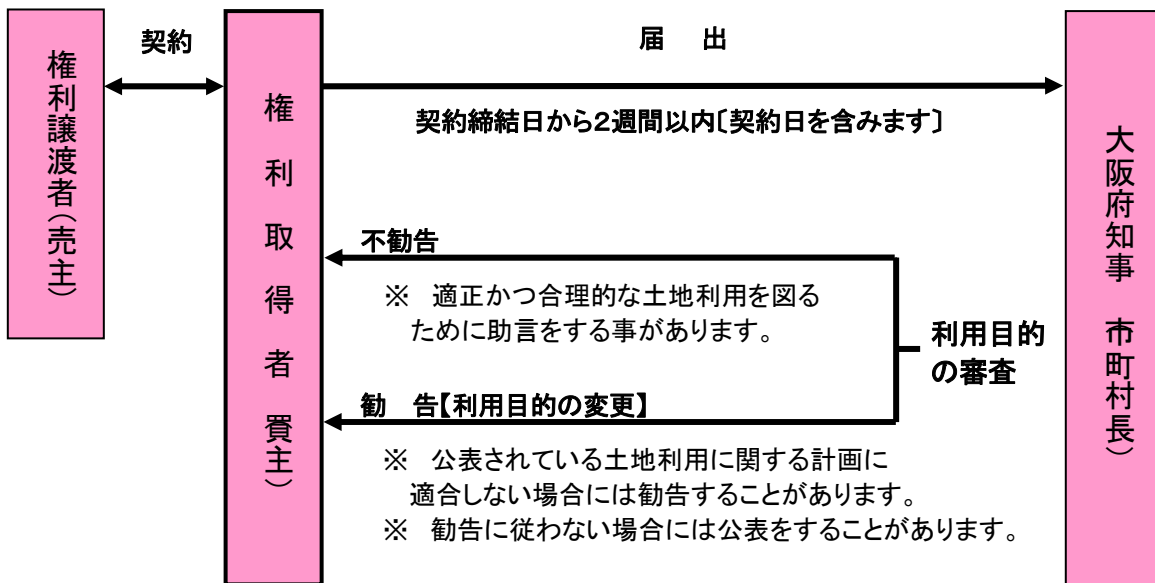 権利譲渡者(売主)
契約
権利取得者 買主)
届 出
契約締結日から2週間以内〔契約日を含みます〕
不勧告
※ 適正かつ合理的な土地利用を図る
ために助言をする事があります。
利用目的
の審査
勧 告【利用目的の変更】
※ 公表されている土地利用に関する計画に
適合しない場合には勧告することがあります。
※ 勧告に従わない場合には公表をすることがあります。
大阪府知事 市町村長)